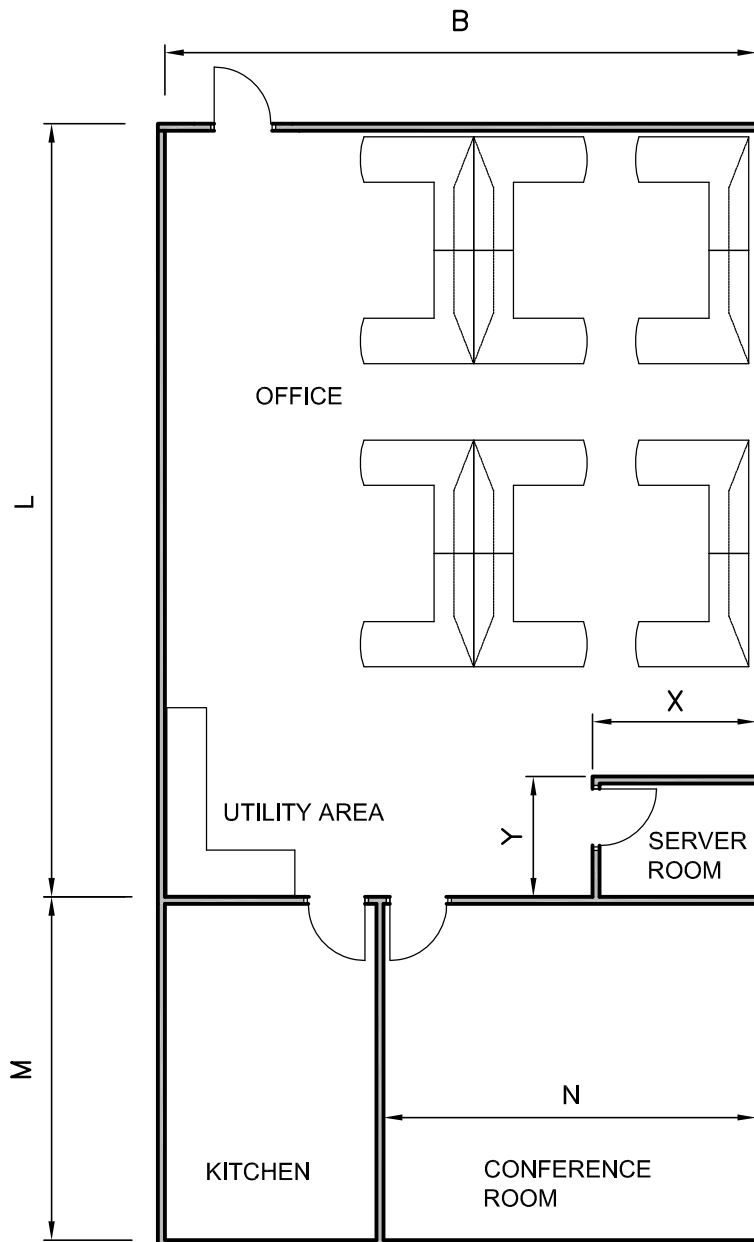 B
OFFICE
L
X
UTILITY AREA
Y
SERVER
ROOM
M
N
KITCHEN
CONFERENCE
ROOM